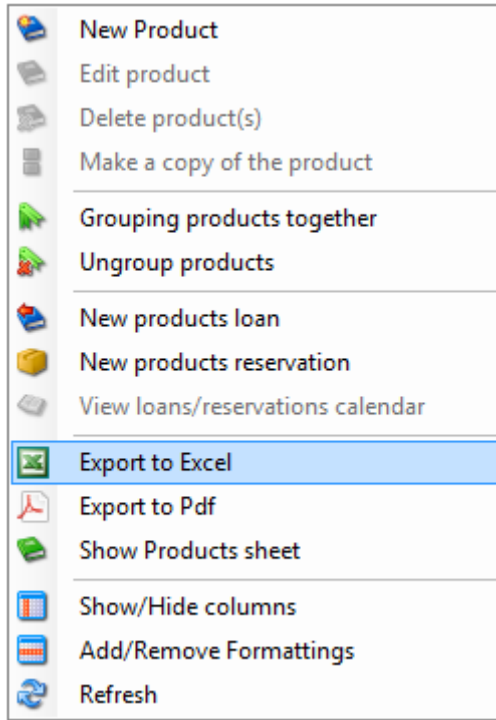 New Product
Edit product
Delete product(s)
Make a copy of the product
Grouping products together
Ungroup products
New products loan
New products reservation
View loans/reservations calendar
Export to Excel
Export to Pdf
Show Products sheet
Show/Hide columns
Add/Remove Formattings
Refresh